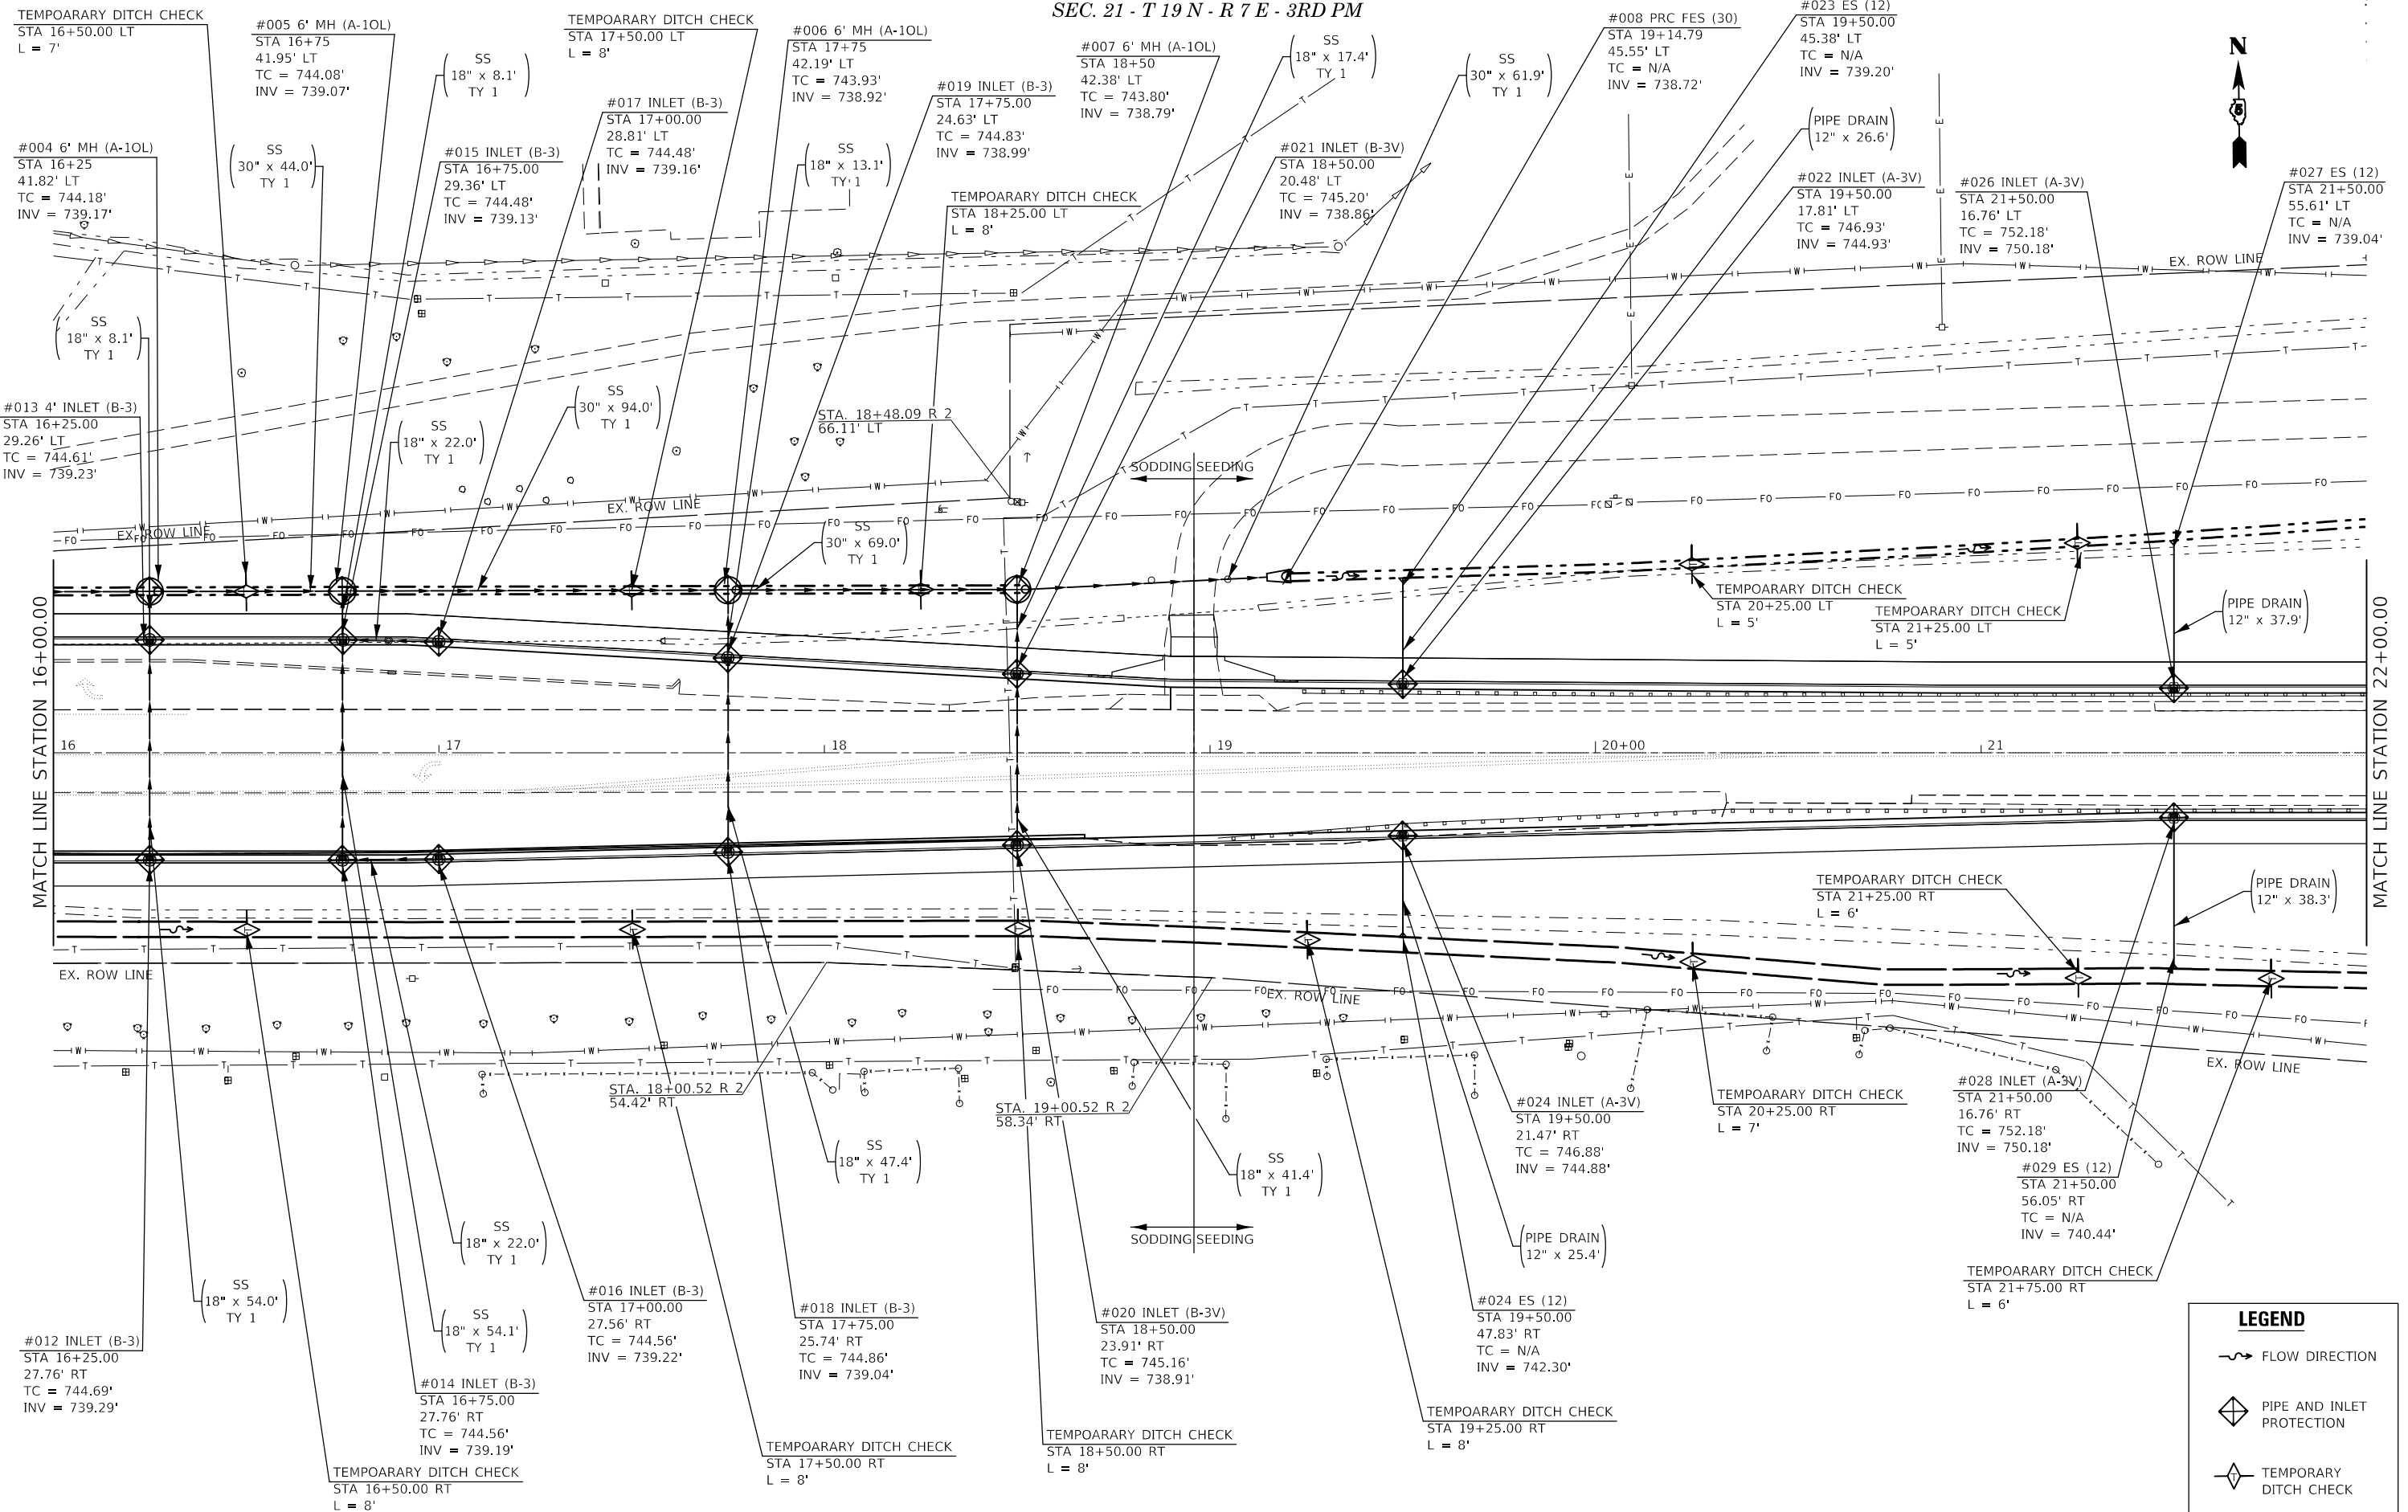 SEC. 21 - T 19 N - R 7 E - 3RD PM
TEMPOARARY DITCH CHECK
STA 16+50.00 LT
L = 7'
#005 6' MH (A-1OL)
STA 16+75
41.95' LT
TC = 744.08'
INV = 739.07'
SS
18" x 8.1'
TY 1
TEMPOARARY DITCH CHECK
STA 17+50.00 LT
L = 8'
#006 6' MH (A-1OL)
STA 17+75
42.19' LT
TC = 743.93'
INV = 738.92'
#007 6' MH (A-1OL)
STA 18+50
42.38' LT
TC = 743.80'
INV = 738.79'
SS
18" x 17.4'
TY 1
SS
30" x 61.9'
TY 1
#008 PRC FES (30)
STA 19+14.79
45.55' LT
TC = N/A
INV = 738.72'
#023 ES (12)
STA 19+50.00
45.38' LT
TC = N/A
INV = 739.20'
N
#004 6' MH (A-1OL)
STA 16+25
41.82' LT
TC = 744.18'
INV = 739.17'
SS
30" x 44.0'
TY 1
#015 INLET (B-3)
STA 16+75.00
29.36' LT
TC = 744.48'
INV = 739.13'
#017 INLET (B-3)
STA 17+00.00
28.81' LT
TC = 744.48'
INV = 739.16'
SS
18" x 13.1'
TY 1
#019 INLET (B-3)
STA 17+75.00
24.63' LT
TC = 744.83'
INV = 738.99'
TEMPOARARY DITCH CHECK
STA 18+25.00 LT
L = 8'
#021 INLET (B-3V)
STA 18+50.00
20.48' LT
TC = 745.20'
INV = 738.86'
PIPE DRAIN
12" x 26.6'
#022 INLET (A-3V)
STA 19+50.00
17.81' LT
TC = 746.93'
INV = 744.93'
#026 INLET (A-3V)
STA 21+50.00
16.76' LT
TC = 752.18'
INV = 750.18'
#027 ES (12)
STA 21+50.00
55.61' LT
TC = N/A
INV = 739.04'
EX. ROW LINE
SS
18" x 8.1'
TY 1
#013 4' INLET (B-3)
STA 16+25.00
29.26' LT
TC = 744.61'
INV = 739.23'
SS
18" x 22.0'
TY 1
SS
30" x 94.0'
TY 1
STA. 18+48.09 R 2
66.11' LT
SODDING SEEDING
EX. ROW LINE
EX. ROW LINE
SS
30" x 69.0'
TY 1
TEMPOARARY DITCH CHECK
STA 20+25.00 LT
L = 5'
TEMPOARARY DITCH CHECK
STA 21+25.00 LT
L = 5'
PIPE DRAIN
12" x 37.9'
MATCH LINE STATION 16+00.00
MATCH LINE STATION 22+00.00
16
17
18
19
20+00
21
TEMPOARARY DITCH CHECK
STA 21+25.00 RT
L = 6'
PIPE DRAIN
12" x 38.3'
EX. ROW LINE
EX. ROW LINE
EX. ROW LINE
STA. 18+00.52 R 2
54.42' RT
STA. 19+00.52 R 2
58.34' RT
#024 INLET (A-3V)
STA 19+50.00
21.47' RT
TC = 746.88'
INV = 744.88'
TEMPOARARY DITCH CHECK
STA 20+25.00 RT
L = 7'
#028 INLET (A-3V)
STA 21+50.00
16.76' RT
TC = 752.18'
INV = 750.18'
#029 ES (12)
STA 21+50.00
56.05' RT
TC = N/A
INV = 740.44'
SS
18" x 47.4'
TY 1
SS
18" x 41.4'
TY 1
SS
18" x 22.0'
TY 1
SODDING SEEDING
PIPE DRAIN
12" x 25.4'
TEMPOARARY DITCH CHECK
STA 21+75.00 RT
L = 6'
SS
18" x 54.0'
TY 1
SS
18" x 54.1'
TY 1
#016 INLET (B-3)
STA 17+00.00
27.56' RT
TC = 744.56'
INV = 739.22'
#018 INLET (B-3)
STA 17+75.00
25.74' RT
TC = 744.86'
INV = 739.04'
#020 INLET (B-3V)
STA 18+50.00
23.91' RT
TC = 745.16'
INV = 738.91'
#024 ES (12)
STA 19+50.00
47.83' RT
TC = N/A
INV = 742.30'
#012 INLET (B-3)
STA 16+25.00
27.76' RT
TC = 744.69'
INV = 739.29'
#014 INLET (B-3)
STA 16+75.00
27.76' RT
TC = 744.56'
INV = 739.19'
TEMPOARARY DITCH CHECK
STA 16+50.00 RT
L = 8'
TEMPOARARY DITCH CHECK
STA 17+50.00 RT
L = 8'
TEMPOARARY DITCH CHECK
STA 18+50.00 RT
L = 8'
TEMPOARARY DITCH CHECK
STA 19+25.00 RT
L = 8'
LEGEND
FLOW DIRECTION
PIPE AND INLET
PROTECTION
TEMPORARY
DITCH CHECK